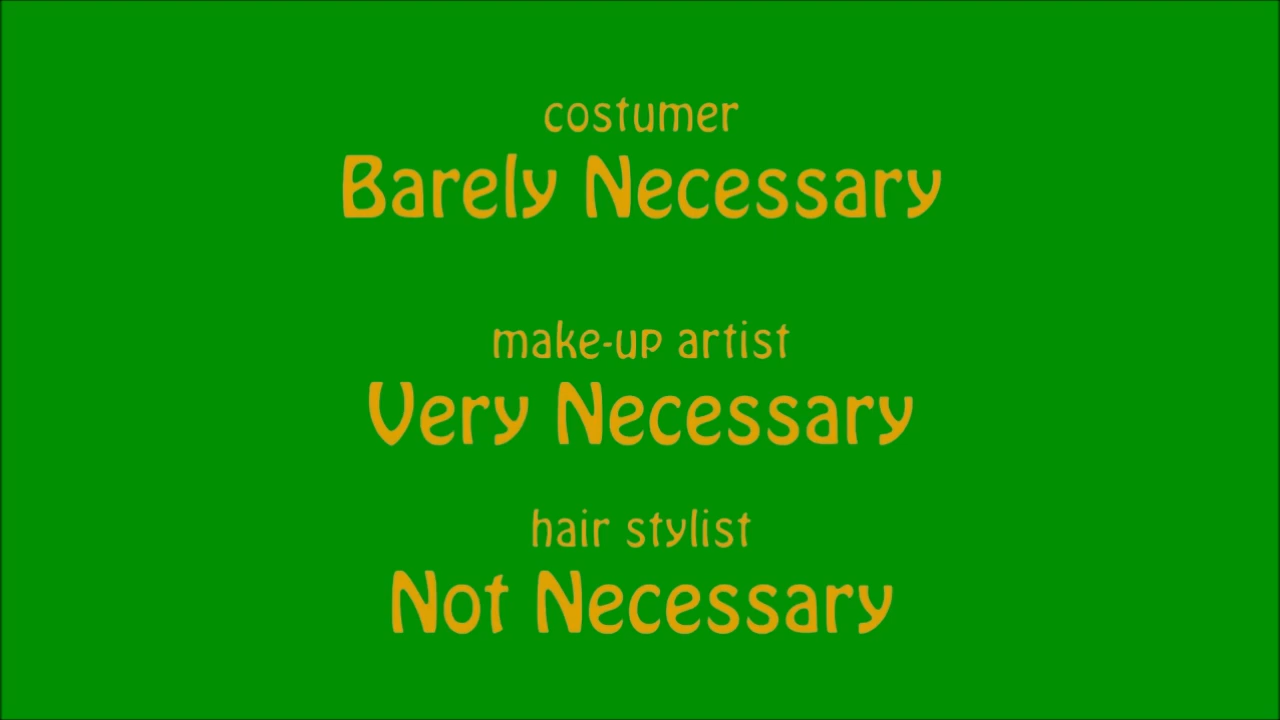 costumer
Barely Necessary
make-up artist
Very Necessary
hair stylist
Not Necessary